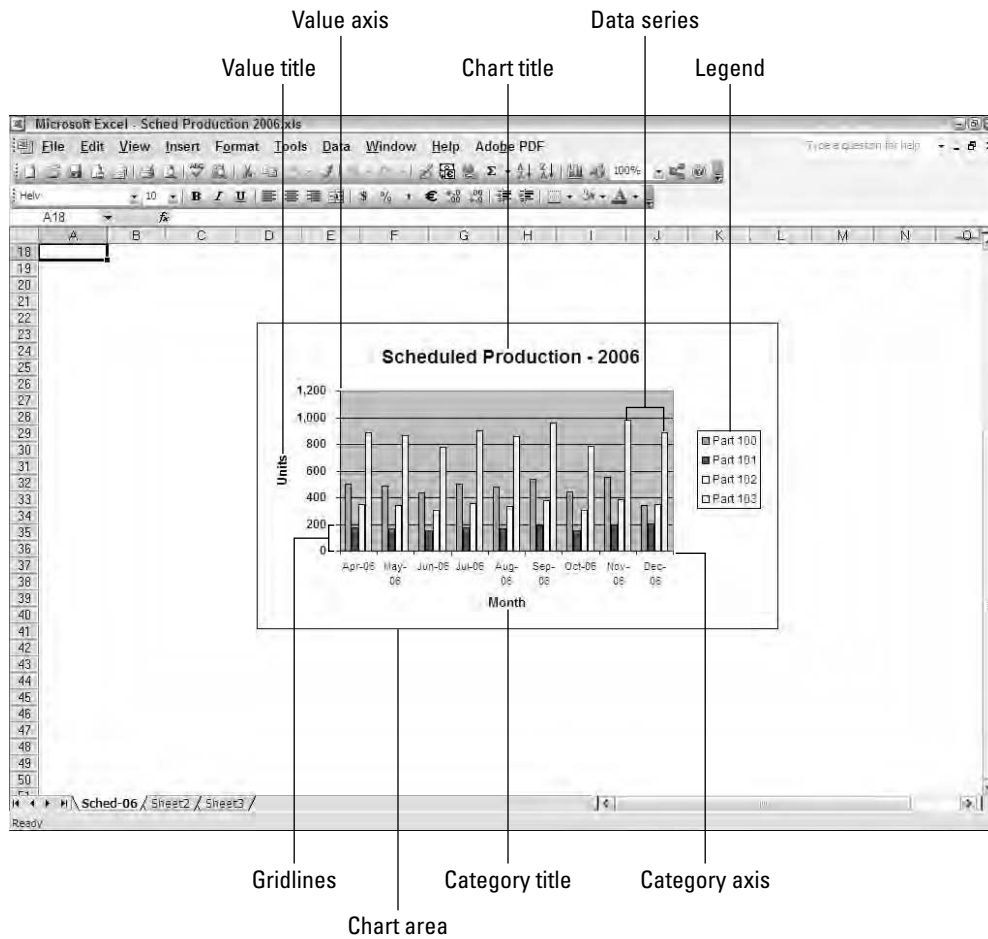 Value axis Data series
Value title Chart title Legend
Microsoft Excel - Sched Production 2006.xls
File Edit View Insert Format Tools Data Window Help Adobe PDF Type a question for help
100%
Helv 10 B I U $ % , €
A18 fx
A B C D E F G H I J K L M N O
18
19
20
21
22
23
24
25
26
27
28
29
30
31
32
33
34
35
36
37
38
39
40
41
42
43
44
45
46
47
48
49
50
51
Scheduled Production - 2006
1,200
1,000
800
600
400
200
0
Units
Apr-06 May-06 Jun-06 Jul-06 Aug-06 Sep-06 Oct-06 Nov-06 Dec-06
Month
Part 100
Part 101
Part 102
Part 103
Sched-06 / Sheet2 / Sheet3 /
Ready
Gridlines Category title Category axis
Chart area